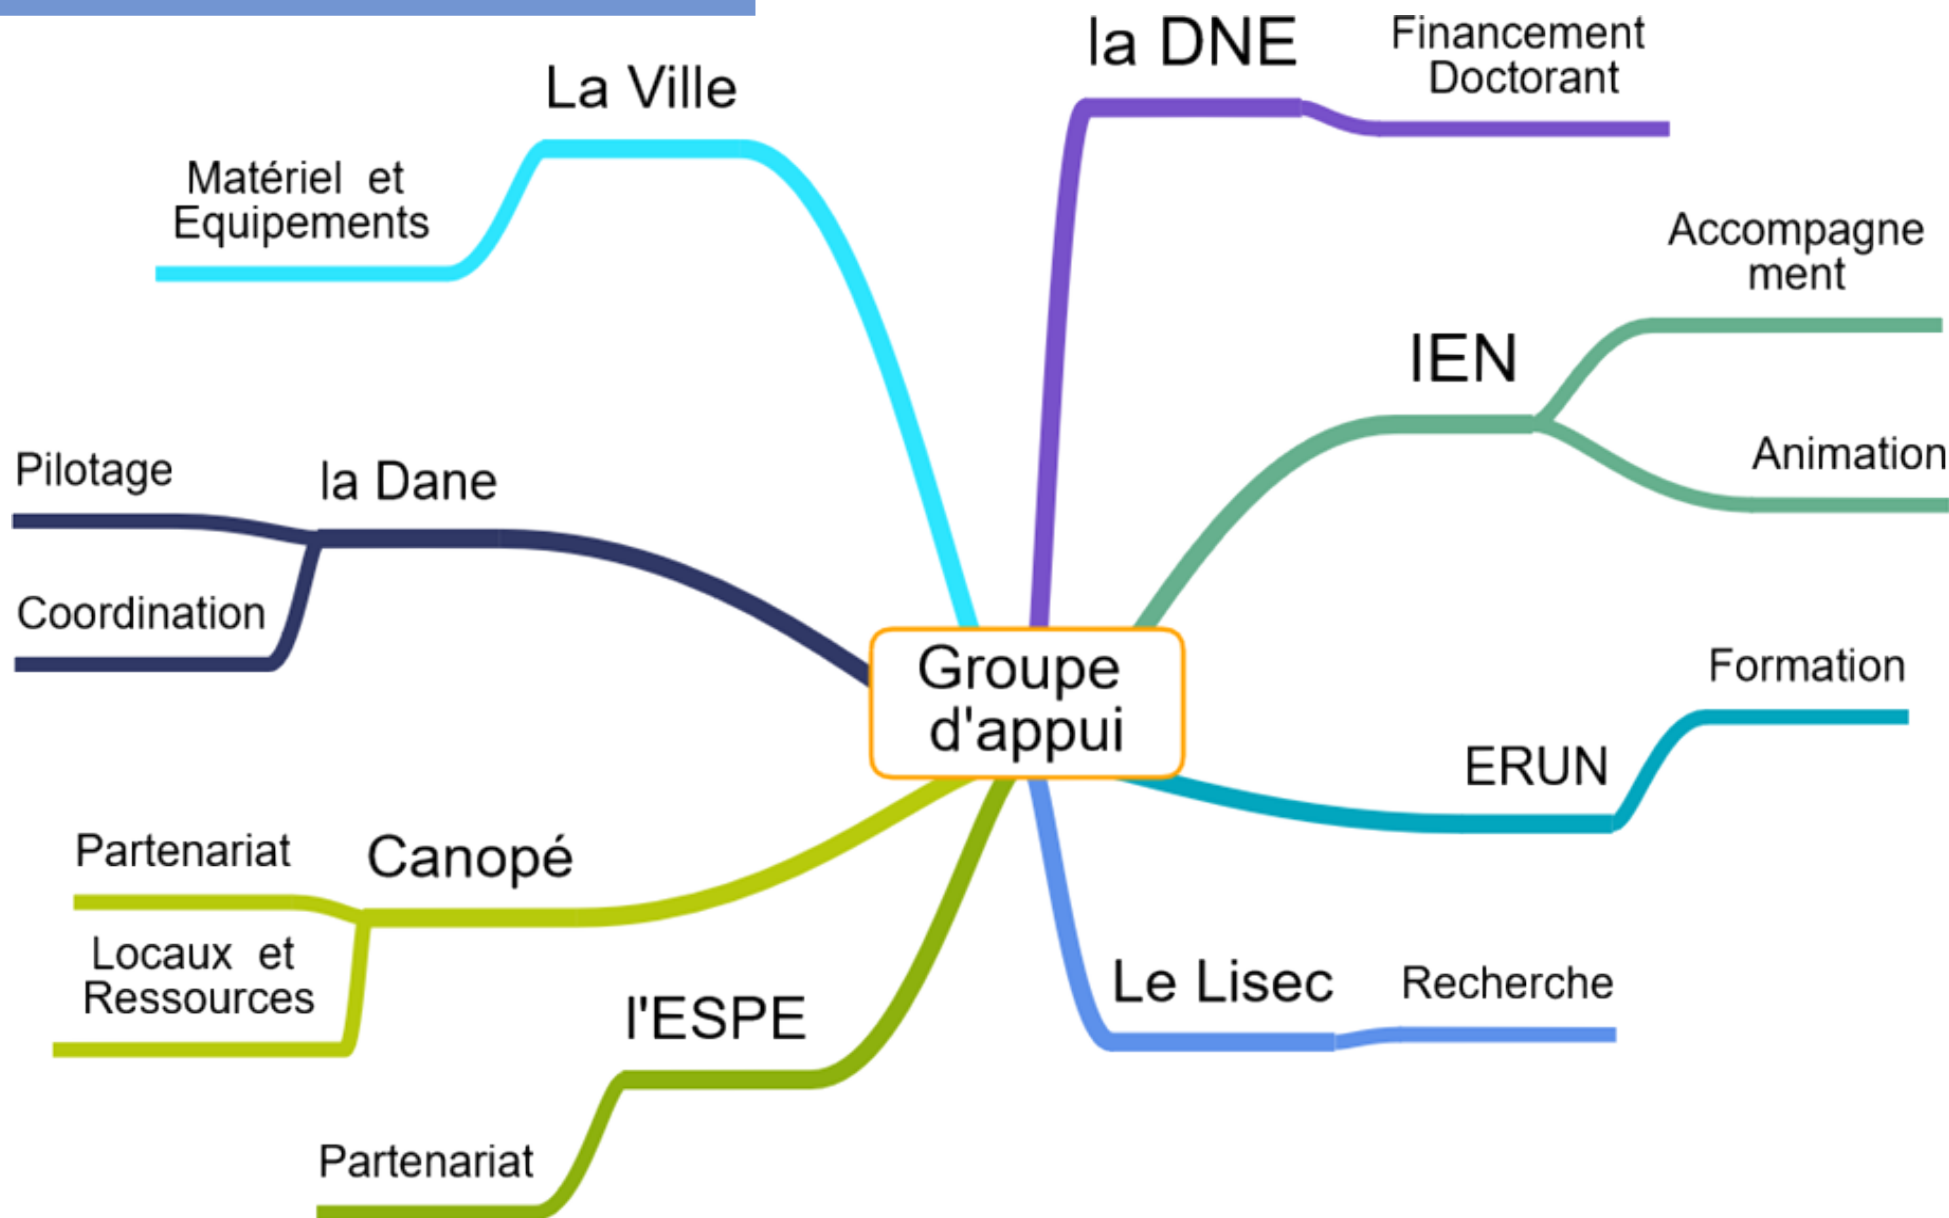 la DNE
Financement
Doctorant
La Ville
Matériel et
Equipements
Accompagne
ment
IEN
Animation
Pilotage
la Dane
Coordination
Groupe
d'appui
Formation
ERUN
Partenariat
Canopé
Locaux et
Ressources
l'ESPE
Partenariat
Le Lisec
Recherche